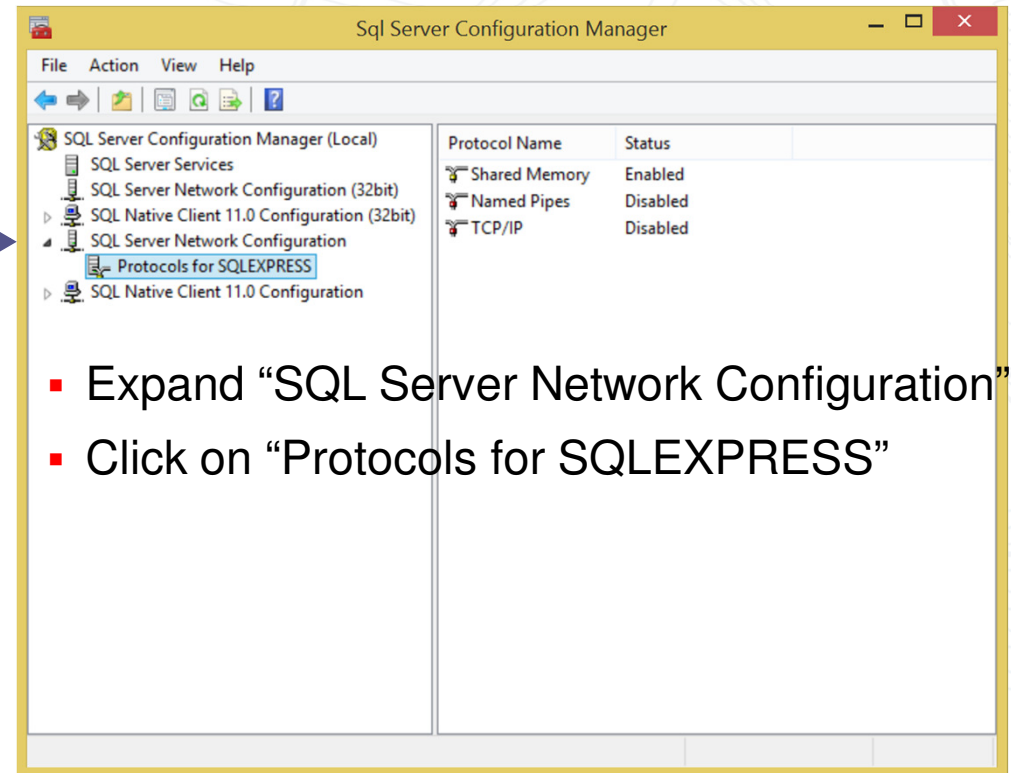 Sql Server Configuration Manager
File Action View Help
SQL Server Configuration Manager (Local)
SQL Server Services
SQL Server Network Configuration (32bit)
SQL Native Client 11.0 Configuration (32bit)
SQL Server Network Configuration
Protocols for SQLEXPRESS
SQL Native Client 11.0 Configuration
Protocol Name Status
Shared Memory Enabled
Named Pipes Disabled
TCP/IP Disabled
▪ Expand “SQL Server Network Configuration”
▪ Click on “Protocols for SQLEXPRESS”